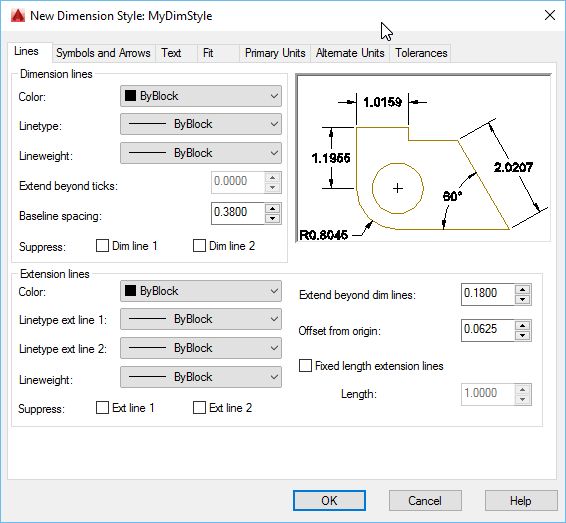 New Dimension Style: MyDimStyle
Lines Symbols and Arrows Text Fit Primary Units Alternate Units Tolerances
Dimension lines
Color: ByBlock
Linetype: ByBlock
Lineweight: ByBlock
Extend beyond ticks: 0.0000
Baseline spacing: 0.3800
Suppress: Dim line 1 Dim line 2
1.0159
1.1955
2.0207
60°
R0.8045
Extension lines
Color: ByBlock
Linetype ext line 1: ByBlock
Linetype ext line 2: ByBlock
Lineweight: ByBlock
Suppress: Ext line 1 Ext line 2
Extend beyond dim lines: 0.1800
Offset from origin: 0.0625
Fixed length extension lines
Length: 1.0000
OK Cancel Help